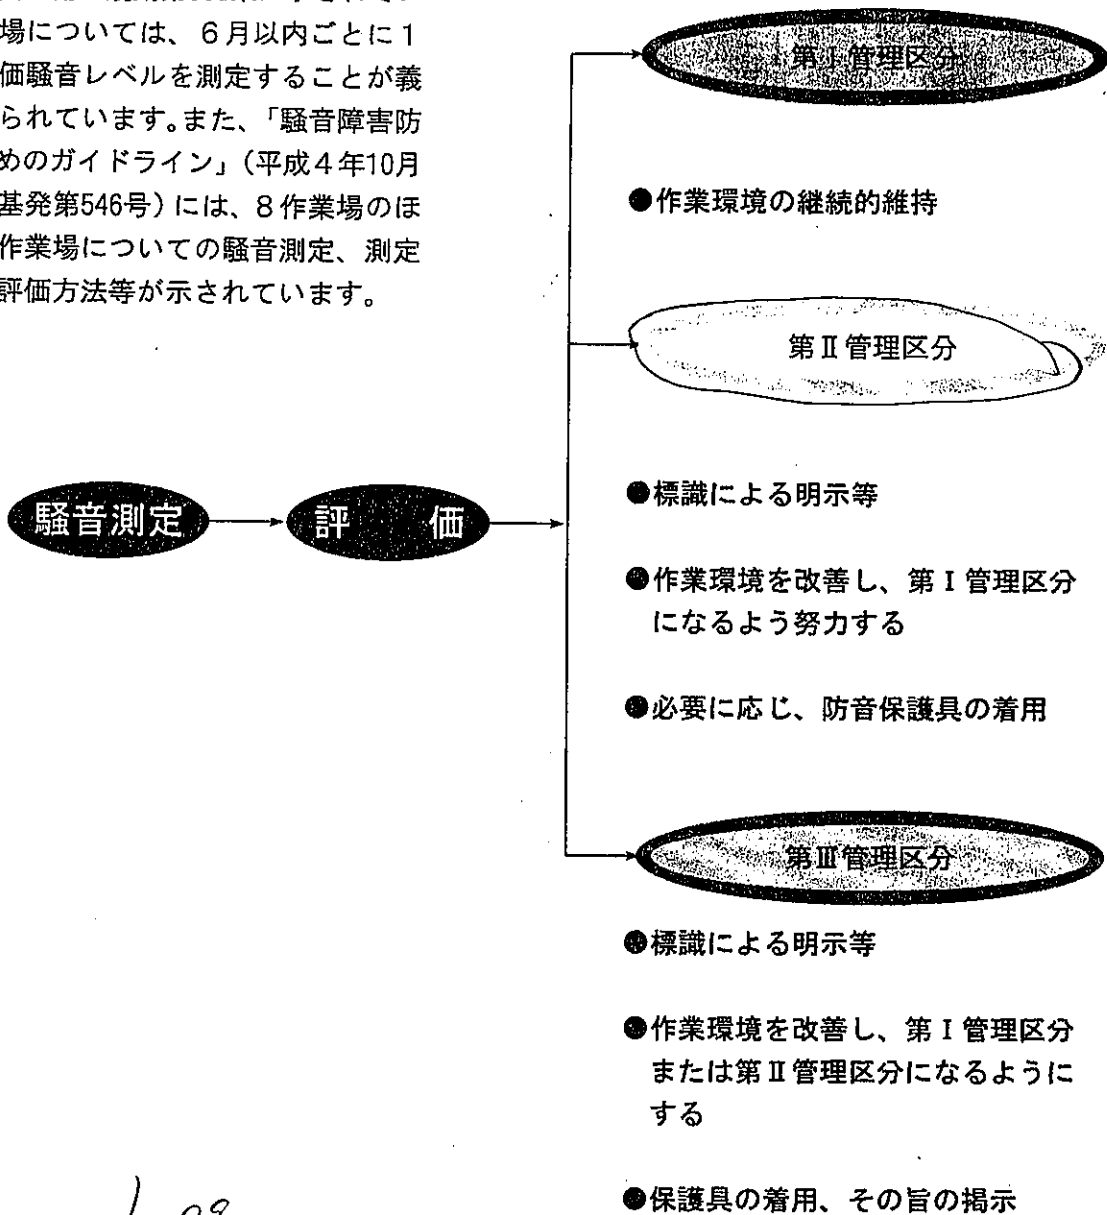 場については、6月以内ごとに1
価騒音レベルを測定することが義
られています。また、「騒音障害防
めのガイドライン」(平成4年10月
基発第546号)には、8作業場のほ
作業場についての騒音測定、測定
評価方法等が示されています。
騒音測定
評価
第Ⅰ管理区分
●作業環境の継続的維持
第Ⅱ管理区分
●標識による明示等
●作業環境を改善し、第Ⅰ管理区分
になるよう努力する
●必要に応じ、防音保護具の着用
第Ⅲ管理区分
●標識による明示等
●作業環境を改善し、第Ⅰ管理区分
または第Ⅱ管理区分になるように
する
●保護具の着用、その旨の掲示